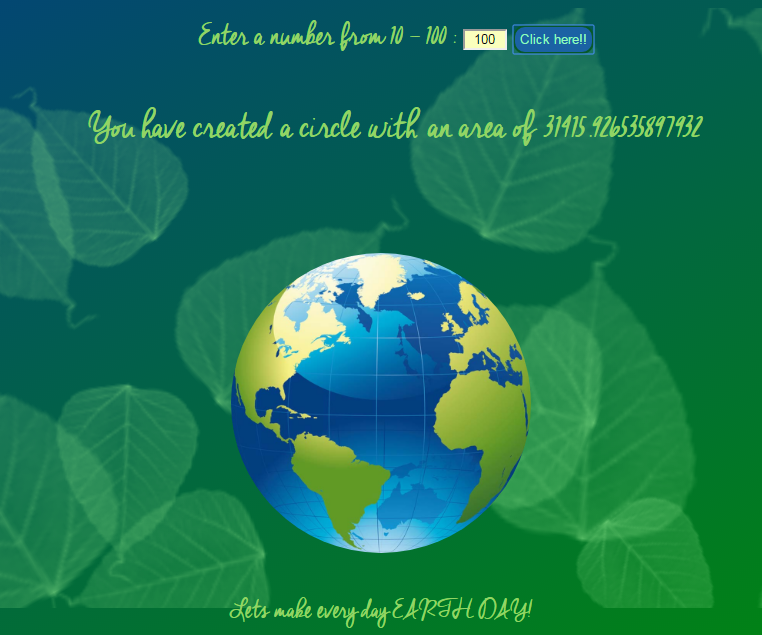 Enter a number from 10 - 100 : 100 Click here!!
You have created a circle with an area of 31415.926535897932
Lets make every day EARTH DAY!